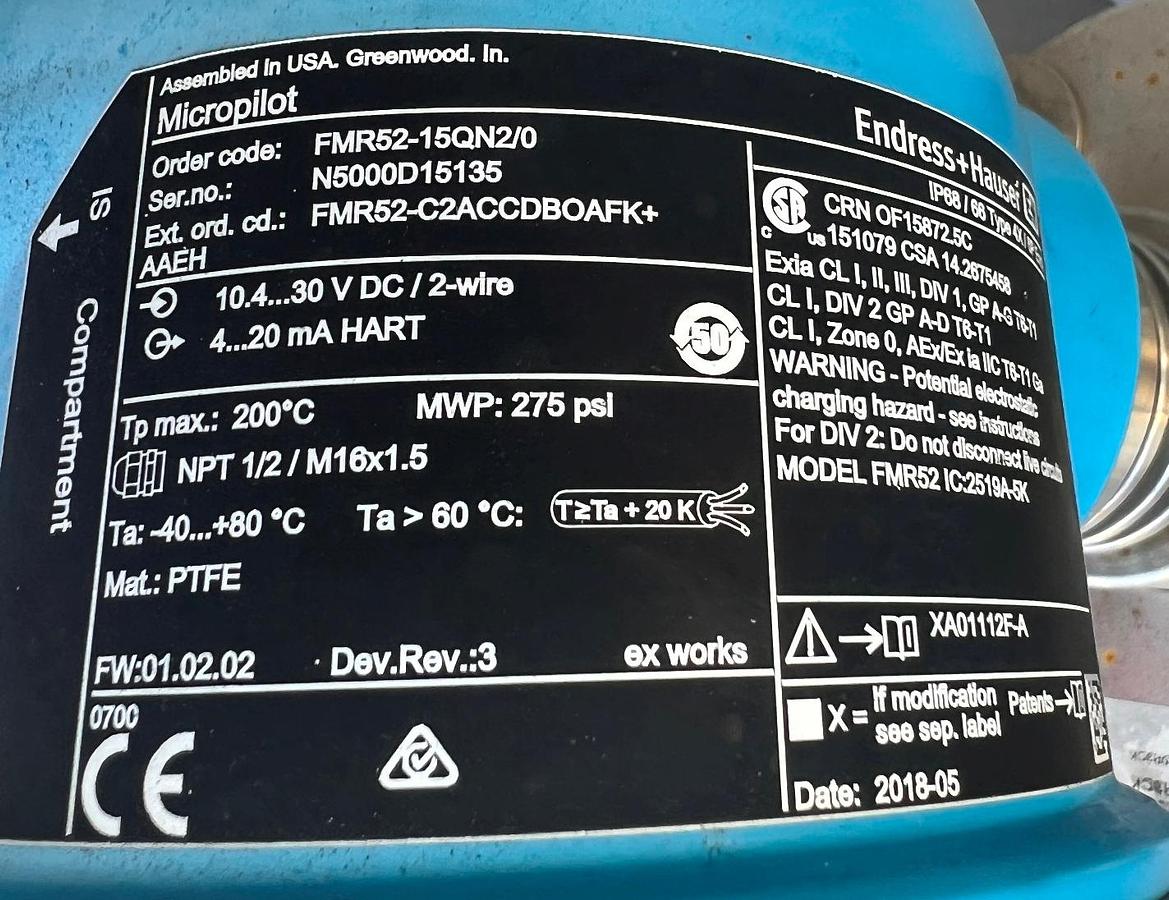 Assembled in USA. Greenwood. In.
Micropilot
Endress+Hauser
Order code: FMR52-15QN2/0
Ser.no.: N5000D15135
Ext. ord. cd.: FMR52-C2ACCDBOAFK+
AAEH
10.4...30 V DC / 2-wire
4...20 mA HART
50
Tp max.: 200°C MWP: 275 psi
NPT 1/2 / M16x1.5
Ta: -40...+80 °C Ta > 60 °C: T≥Ta + 20 K
Mat.: PTFE
FW:01.02.02 Dev.Rev.:3 ex works
0700
CE
IS
Compartment
IP68 / 66 Type 4X /
CSA
c us
CRN OF15872.5C
151079 CSA 14.2675458
Exia CL I, II, III, DIV 1, GP A-G T6-T1
CL I, DIV 2 GP A-D T6-T1
CL I, Zone 0, AEx/Ex ia IIC T6-T1 Ga
WARNING - Potential electrostatic
charging hazard - see instructions
For DIV 2: Do not disconnect live circuits
MODEL FMR52 IC:2519A-5K
XA01112F-A
X = If modification
see sep. label
Patents
Date: 2018-05